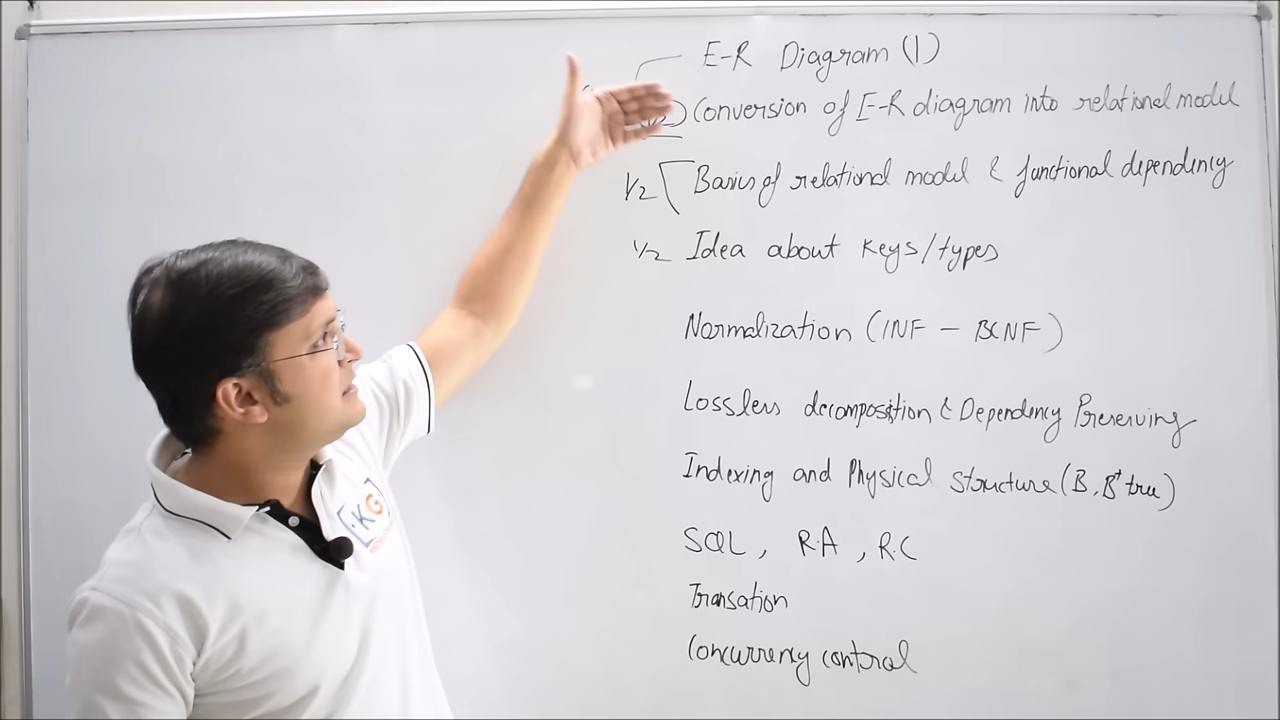 E-R Diagram (1)
Conversion of E-R diagram into relational model
1/2 Basics of relational model & functional dependency
1/2 Idea about keys/types
Normalization (1NF - BCNF)
Lossless decomposition & Dependency Preserving
Indexing and Physical structure (B, B+ tree)
SQL, R.A, R.C
Transation
Concurrency control
KG